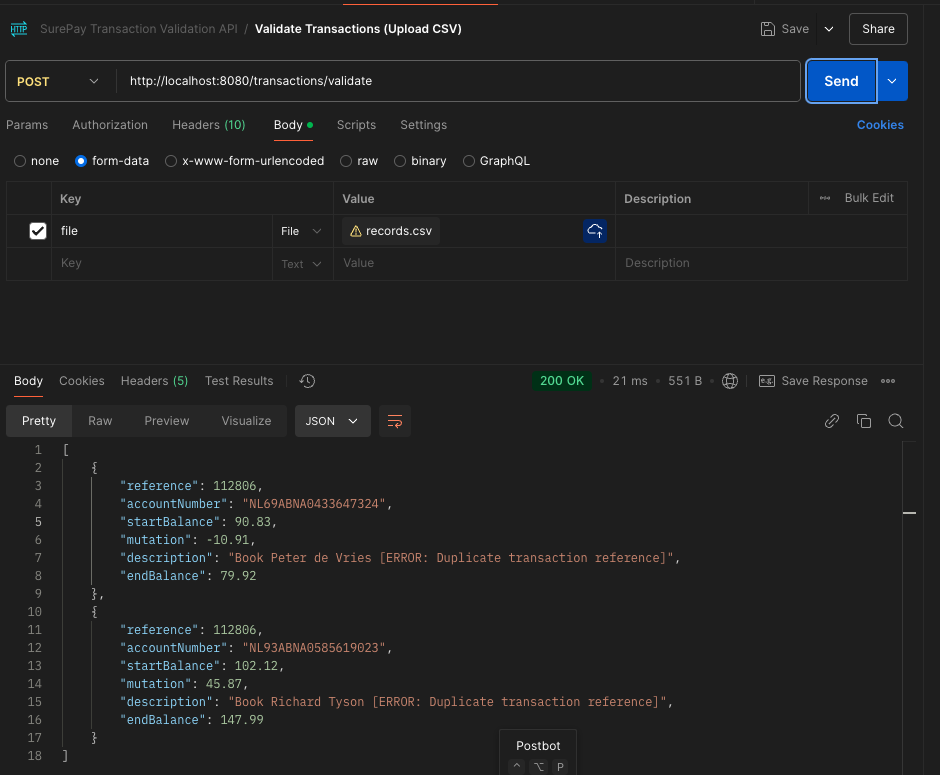 HTTP SurePay Transaction Validation API / Validate Transactions (Upload CSV) Save Share
POST http://localhost:8080/transactions/validate Send
Params Authorization Headers (10) Body Scripts Settings Cookies
none form-data x-www-form-urlencoded raw binary GraphQL
Key Value Description Bulk Edit
file File records.csv
Key Text Value Description
Body Cookies Headers (5) Test Results 200 OK 21 ms 551 B Save Response
Pretty Raw Preview Visualize JSON
1 [
2 {
3 "reference": 112806,
4 "accountNumber": "NL69ABNA0433647324",
5 "startBalance": 90.83,
6 "mutation": -10.91,
7 "description": "Book Peter de Vries [ERROR: Duplicate transaction reference]",
8 "endBalance": 79.92
9 },
10 {
11 "reference": 112806,
12 "accountNumber": "NL93ABNA0585619023",
13 "startBalance": 102.12,
14 "mutation": 45.87,
15 "description": "Book Richard Tyson [ERROR: Duplicate transaction reference]",
16 "endBalance": 147.99
17 }
18 ]
Postbot
^ ⌥ P